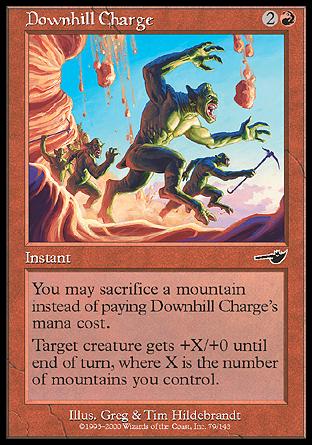 Downhill Charge 2
Instant
You may sacrifice a mountain
instead of paying Downhill Charge's
mana cost.
Target creature gets +X/+0 until
end of turn, where X is the number
of mountains you control.
Illus. Greg & Tim Hildebrandt
©1993-2000 Wizards of the Coast, Inc. 79/143